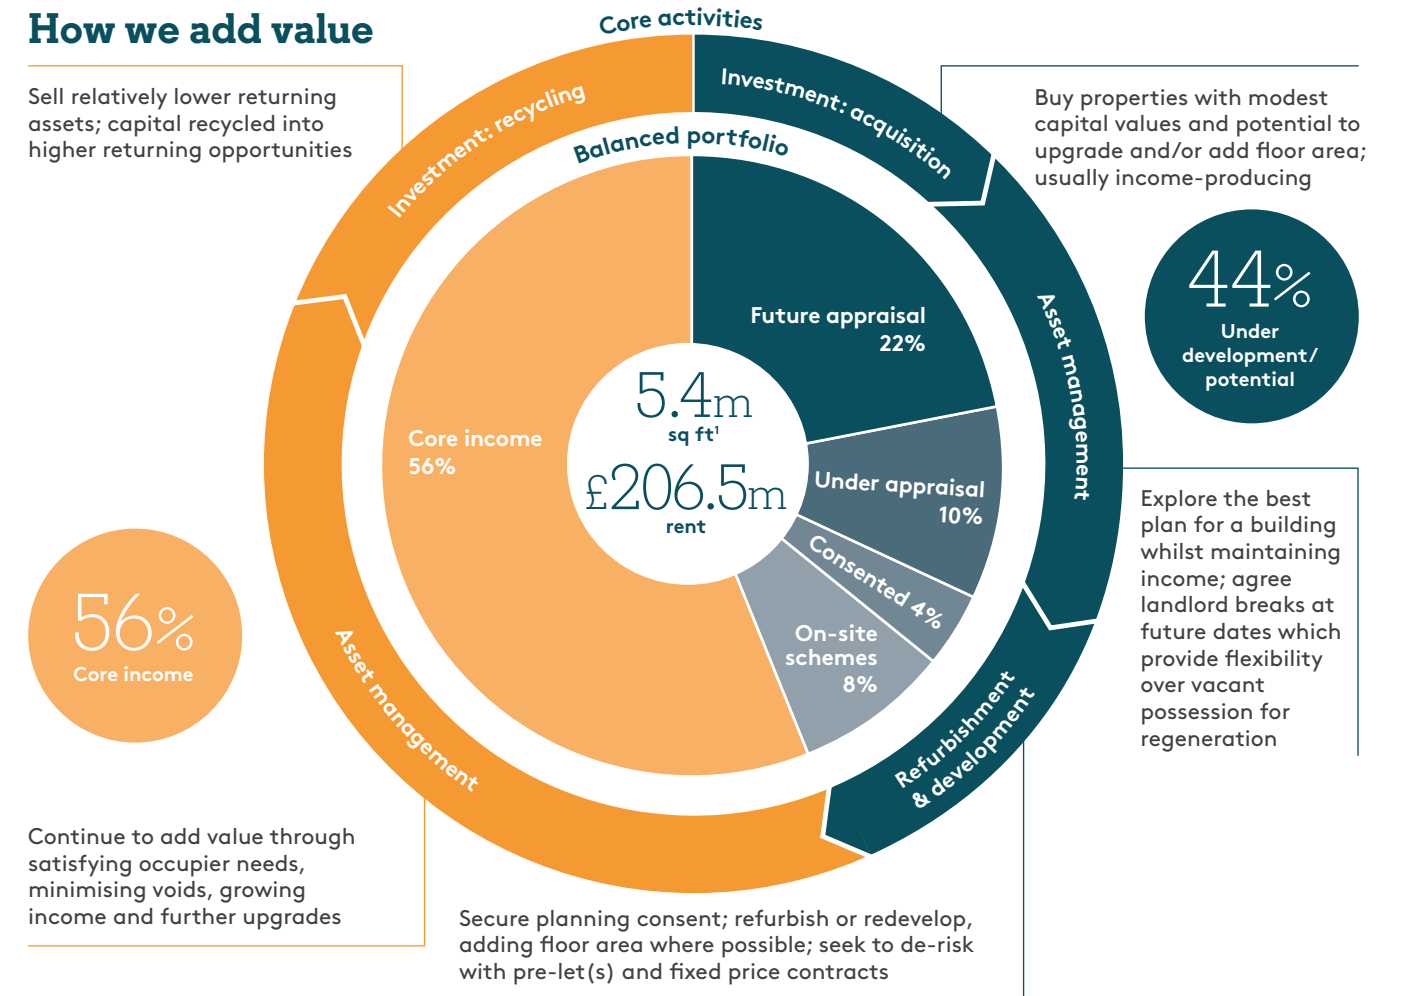 How we add value
Core activities
Sell relatively lower returning
assets; capital recycled into
higher returning opportunities
Investment: recycling
Investment: acquisition
Buy properties with modest
capital values and potential to
upgrade and/or add floor area;
usually income-producing
Balanced portfolio
44%
Under
development/
potential
Future appraisal
22%
Asset management
5.4m
sq ft¹
£206.5m
rent
Core income
56%
Under appraisal
10%
Consented 4%
On-site
schemes
8%
Explore the best
plan for a building
whilst maintaining
income; agree
landlord breaks at
future dates which
provide flexibility
over vacant
possession for
regeneration
56%
Core income
Asset management
Refurbishment
& development
Continue to add value through
satisfying occupier needs,
minimising voids, growing
income and further upgrades
Secure planning consent; refurbish or redevelop,
adding floor area where possible; seek to de-risk
with pre-let(s) and fixed price contracts